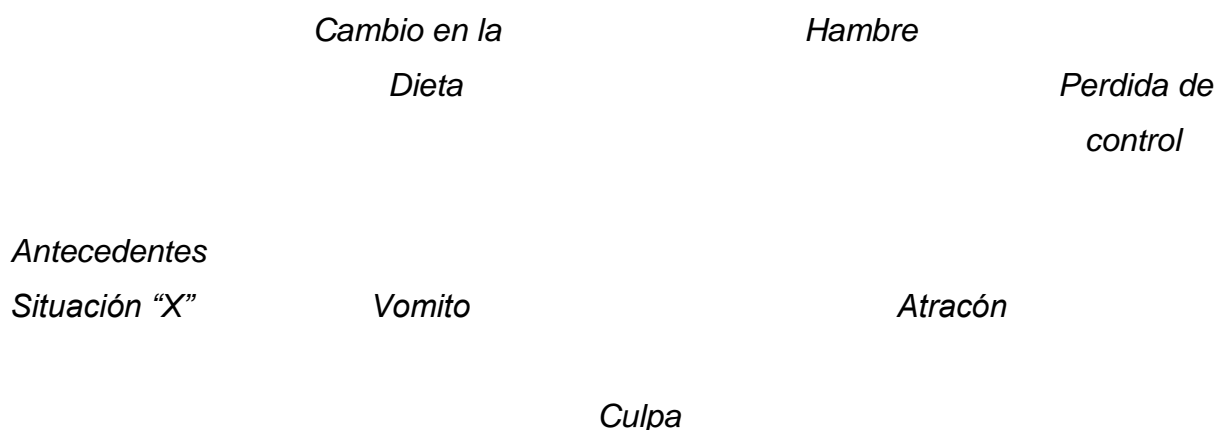 Cambio en la
Dieta
Hambre
Perdida de
control
Antecedentes
Situación “X”
Vomito
Atracón
Culpa